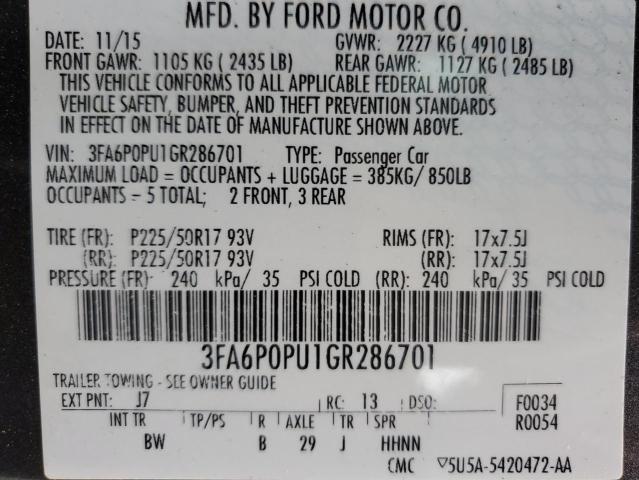 MFD. BY FORD MOTOR CO.
DATE: 11/15 GVWR: 2227 KG ( 4910 LB)
FRONT GAWR: 1105 KG ( 2435 LB) REAR GAWR: 1127 KG ( 2485 LB)
THIS VEHICLE CONFORMS TO ALL APPLICABLE FEDERAL MOTOR
VEHICLE SAFETY, BUMPER, AND THEFT PREVENTION STANDARDS
IN EFFECT ON THE DATE OF MANUFACTURE SHOWN ABOVE.
VIN: 3FA6P0PU1GR286701 TYPE: Passenger Car
MAXIMUM LOAD = OCCUPANTS + LUGGAGE = 385KG/ 850LB
OCCUPANTS = 5 TOTAL; 2 FRONT, 3 REAR
TIRE (FR): P225/50R17 93V RIMS (FR): 17x7.5J
(RR): P225/50R17 93V (RR): 17x7.5J
PRESSURE (FR): 240 kPa/ 35 PSI COLD (RR): 240 kPa/ 35 PSI COLD
3FA6P0PU1GR286701
TRAILER TOWING - SEE OWNER GUIDE
EXT PNT: J7 RC: 13 DSO: F0034
INT TR TP/PS R AXLE TR SPR R0054
BW B 29 J HHNN
CMC ▽5U5A-5420472-AA